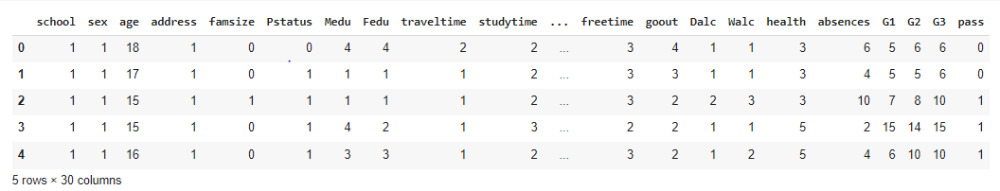 school sex age address famsize Pstatus Medu Fedu traveltime studytime ... freetime goout Dalc Walc health absences G1 G2 G3 pass
0 1 1 18 1 0 0 4 4 2 2 ... 3 4 1 1 3 6 5 6 6 0
1 1 1 17 1 0 1 1 1 1 2 ... 3 3 1 1 3 4 5 5 6 0
2 1 1 15 1 1 1 1 1 1 2 ... 3 2 2 3 3 10 7 8 10 1
3 1 1 15 1 0 1 4 2 1 3 ... 2 2 1 1 5 2 15 14 15 1
4 1 1 16 1 0 1 3 3 1 2 ... 3 2 1 2 5 4 6 10 10 1
5 rows × 30 columns